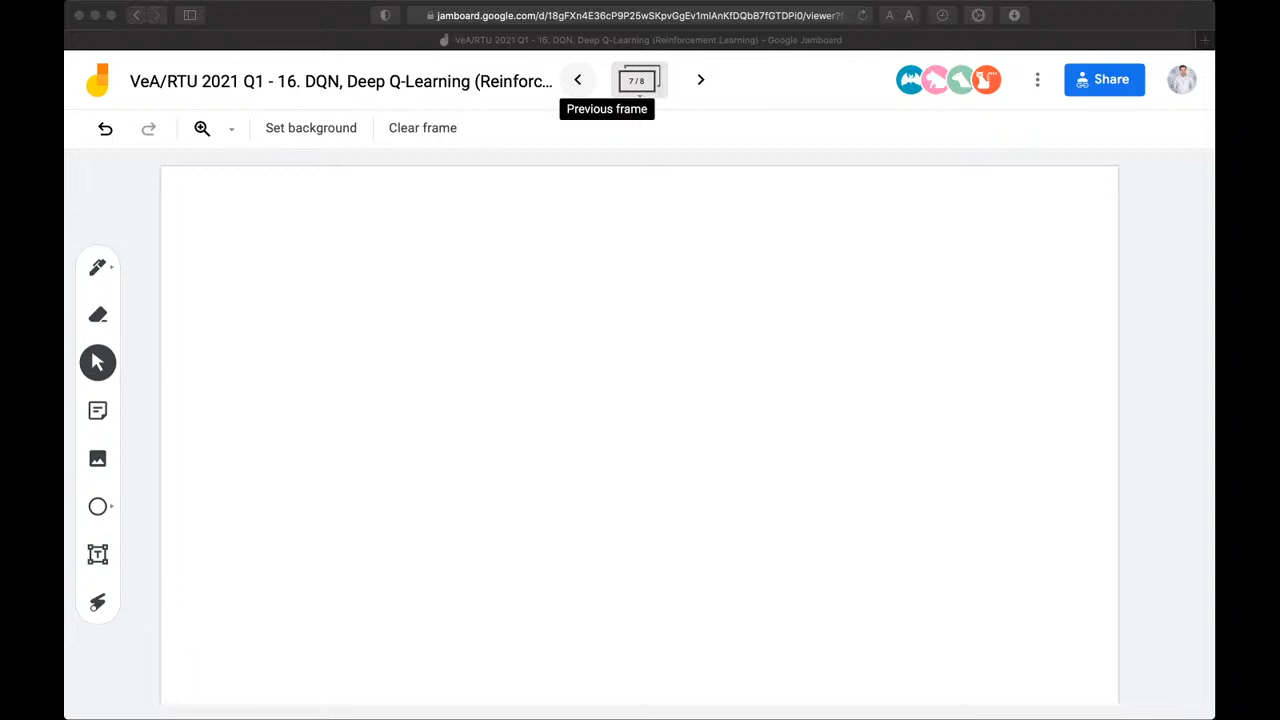 jamboard.google.com/d/18gFXn4E36cP9P25wSKpvGgEv1mlAnKfDQbB7fGTDPi0/viewer?f
A A
VeA/RTU 2021 Q1 - 16. DQN, Deep Q-Learning (Reinforcement Learning) - Google Jamboard
VeA/RTU 2021 Q1 - 16. DQN, Deep Q-Learning (Reinforc...
7 / 8
Share
Previous frame
Set background
Clear frame
T